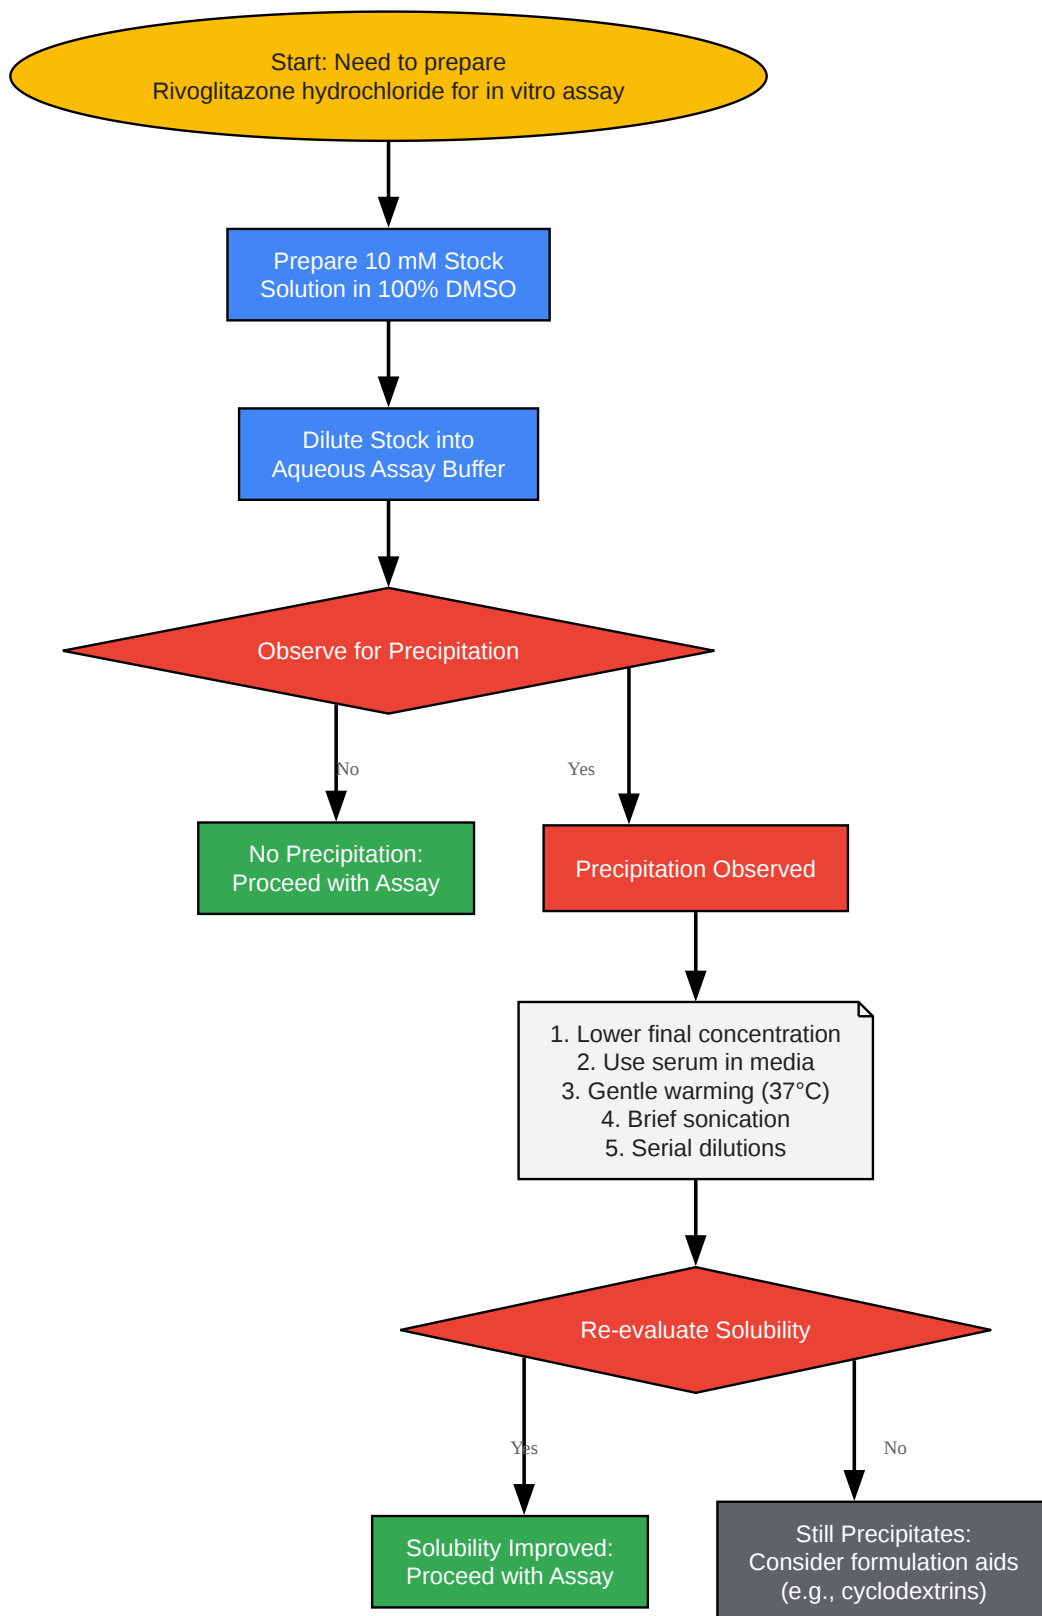 Start: Need to prepare
Rivoglitazone hydrochloride for in vitro assay
Prepare 10 mM Stock
Solution in 100% DMSO
Dilute Stock into
Aqueous Assay Buffer
Observe for Precipitation
No
Yes
No Precipitation:
Proceed with Assay
Precipitation Observed
1. Lower final concentration
2. Use serum in media
3. Gentle warming (37°C)
4. Brief sonication
5. Serial dilutions
Re-evaluate Solubility
Yes
No
Solubility Improved:
Proceed with Assay
Still Precipitates:
Consider formulation aids
(e.g., cyclodextrins)